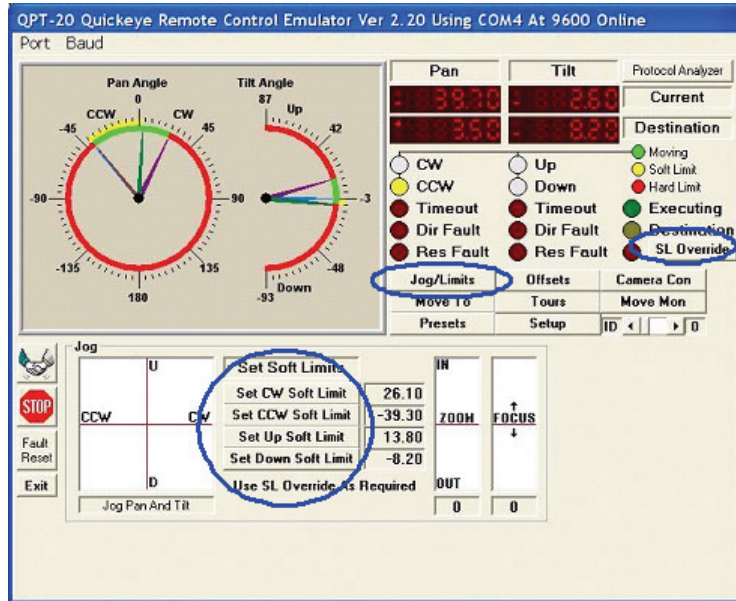 QPT-20 Quickeye Remote Control Emulator Ver 2.20 Using COM4 At 9600 Online
Port Baud
Pan Angle
0
CCW CW
-45 45
-90 90
-135 135
180
Tilt Angle
87
Up
42
-3
-48
Down
-93
Pan Tilt Protocol Analyzer
- 39.70 - 2.60 Current
3.50 - 8.20 Destination
Moving
CW Up Soft Limit
CCW Down Hard Limit
Timeout Timeout Executing
Dir Fault Dir Fault Destination
Res Fault Res Fault SL Override
Jog/Limits Offsets Camera Con
Move To Tours Move Mon
Presets Setup ID 0
Jog
STOP
Fault
Reset
Exit
U
CCW CW
D
Jog Pan And Tilt
Set Soft Limits
Set CW Soft Limit 26.10
Set CCW Soft Limit -39.30
Set Up Soft Limit 13.80
Set Down Soft Limit -8.20
Use SL Override As Required
IN
ZOOM
OUT
0
FOCUS
0